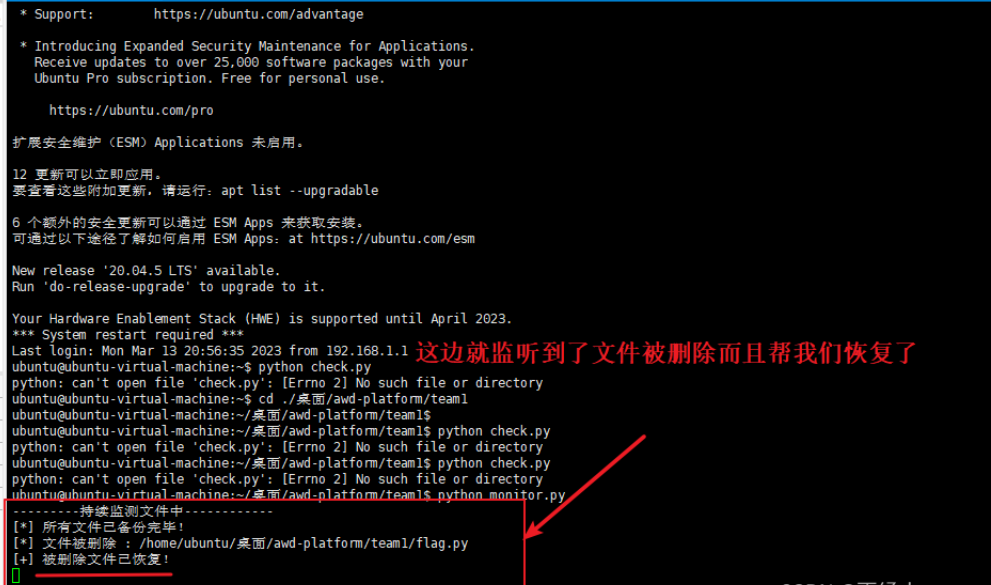 * Support:        https://ubuntu.com/advantage
* Introducing Expanded Security Maintenance for Applications.
Receive updates to over 25,000 software packages with your
Ubuntu Pro subscription. Free for personal use.
https://ubuntu.com/pro
扩展安全维护（ESM）Applications 未启用。
12 更新可以立即应用。
要查看这些附加更新，请运行：apt list --upgradable
6 个额外的安全更新可以通过 ESM Apps 来获取安装。
可通过以下途径了解如何启用 ESM Apps：at https://ubuntu.com/esm
New release '20.04.5 LTS' available.
Run 'do-release-upgrade' to upgrade to it.
Your Hardware Enablement Stack (HWE) is supported until April 2023.
*** System restart required ***
Last login: Mon Mar 13 20:56:35 2023 from 192.168.1.1 这边就监听到了文件被删除而且帮我们恢复了
ubuntu@ubuntu-virtual-machine:~$ python check.py
python: can't open file 'check.py': [Errno 2] No such file or directory
ubuntu@ubuntu-virtual-machine:~$ cd ./桌面/awd-platform/team1
ubuntu@ubuntu-virtual-machine:~/桌面/awd-platform/team1$
ubuntu@ubuntu-virtual-machine:~/桌面/awd-platform/team1$ python check.py
python: can't open file 'check.py': [Errno 2] No such file or directory
ubuntu@ubuntu-virtual-machine:~/桌面/awd-platform/team1$ python check.py
python: can't open file 'check.py': [Errno 2] No such file or directory
ubuntu@ubuntu-virtual-machine:~/桌面/awd-platform/team1$ python monitor.py
---------持续监测文件中------------
[*] 所有文件已备份完毕！
[*] 文件被删除 : /home/ubuntu/桌面/awd-platform/team1/flag.py
[+] 被删除文件已恢复！